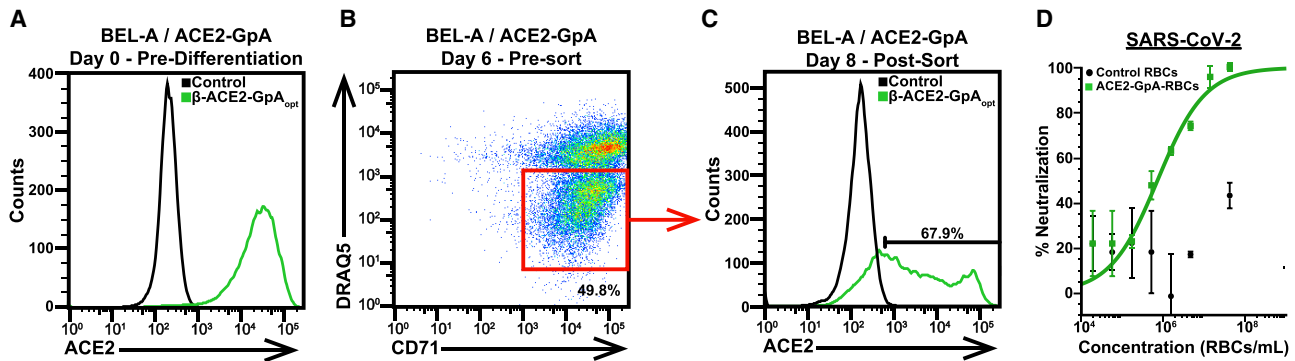 A
BEL-A / ACE2-GpA
Day 0 - Pre-Differentiation
Control
β-ACE2-GpAopt
Counts
400
300
200
100
0
10⁰ 10¹ 10² 10³ 10⁴ 10⁵
ACE2
B
BEL-A / ACE2-GpA
Day 6 - Pre-sort
DRAQ5
10⁵
10⁴
10³
10²
10¹
10⁰
49.8%
10⁰ 10¹ 10² 10³ 10⁴ 10⁵
CD71
C
BEL-A / ACE2-GpA
Day 8 - Post-Sort
Control
β-ACE2-GpAopt
67.9%
Counts
500
400
300
200
100
0
10⁰ 10¹ 10² 10³ 10⁴ 10⁵
ACE2
D
SARS-CoV-2
Control RBCs
ACE2-GpA-RBCs
% Neutralization
100
80
60
40
20
0
10⁴ 10⁶ 10⁸
Concentration (RBCs/mL)